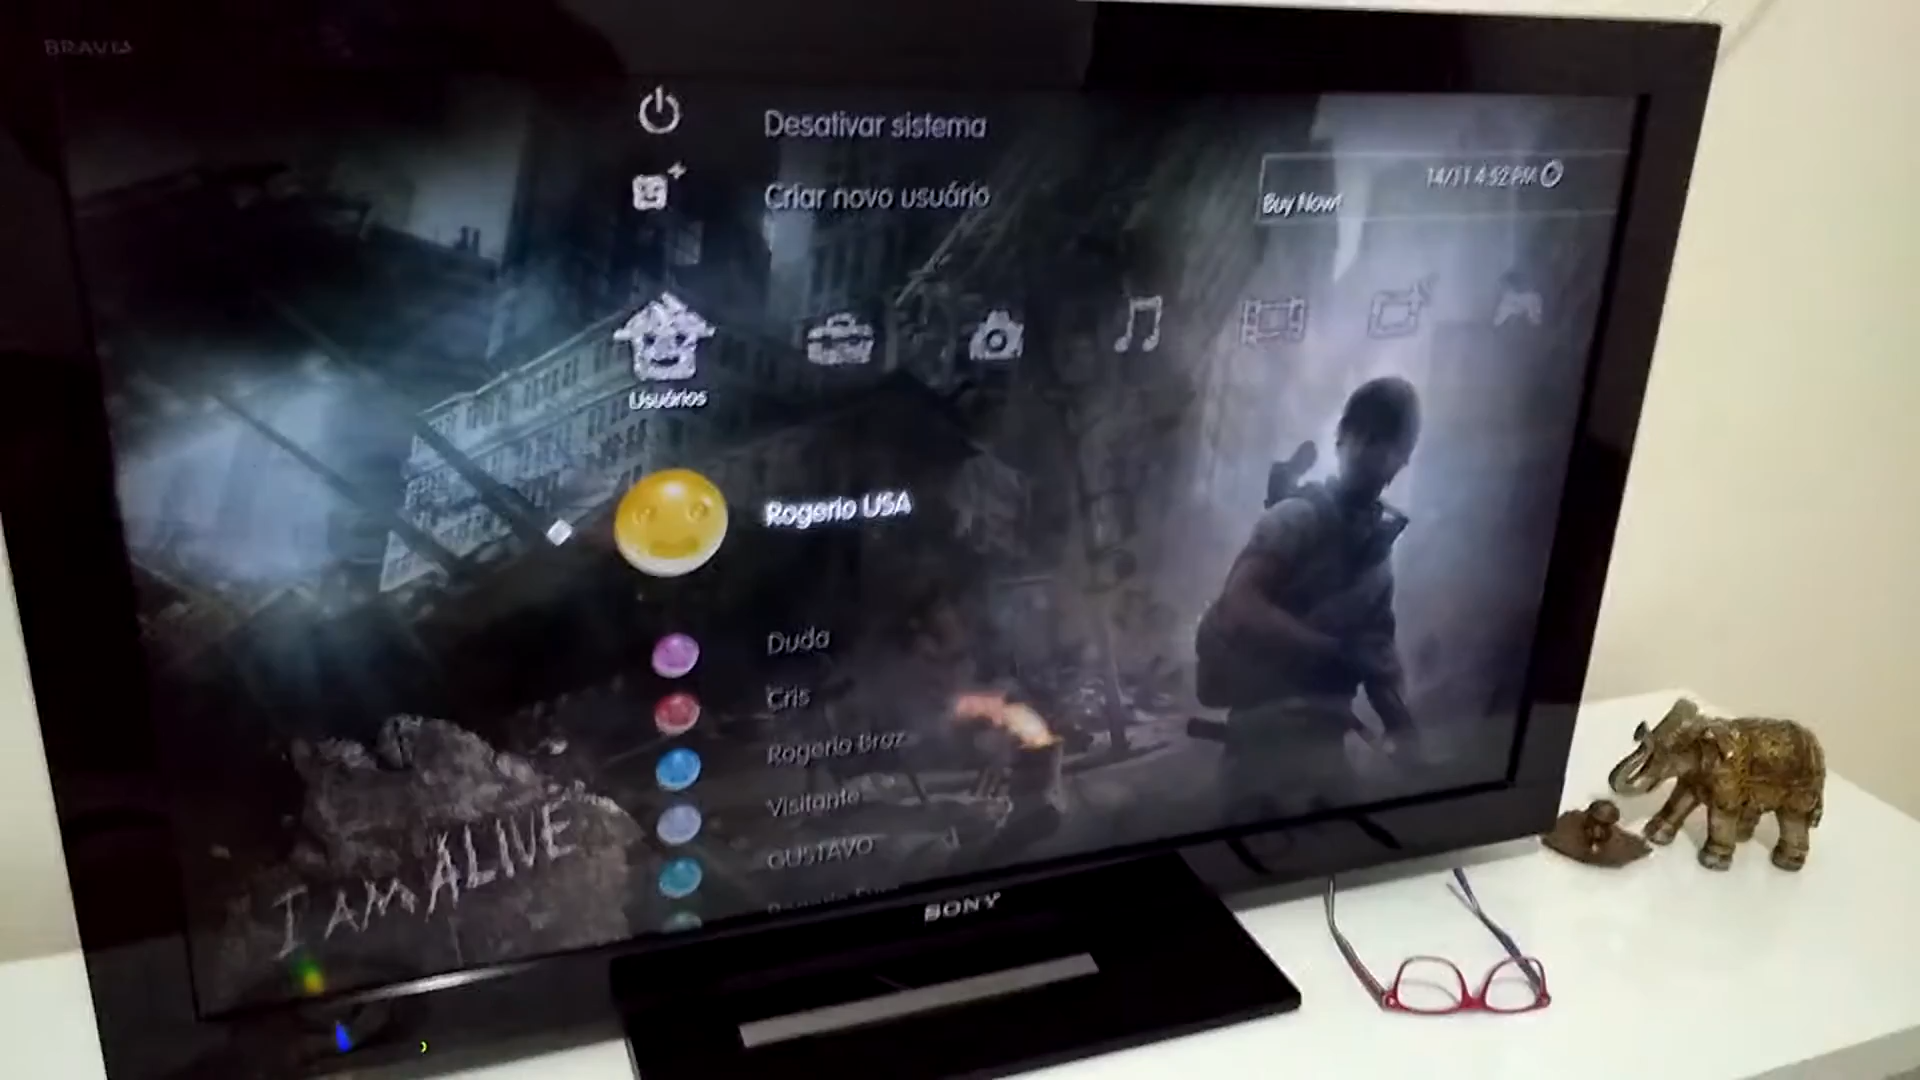 BRAVIA
Desativar sistema
Criar novo usuário
14/11 4:52 PM
Buy Now!
Usuários
Rogerio USA
Duda
Cris
Rogerio Braz
Visitante
GUSTAVO
Rogerio
I AM ALIVE
SONY